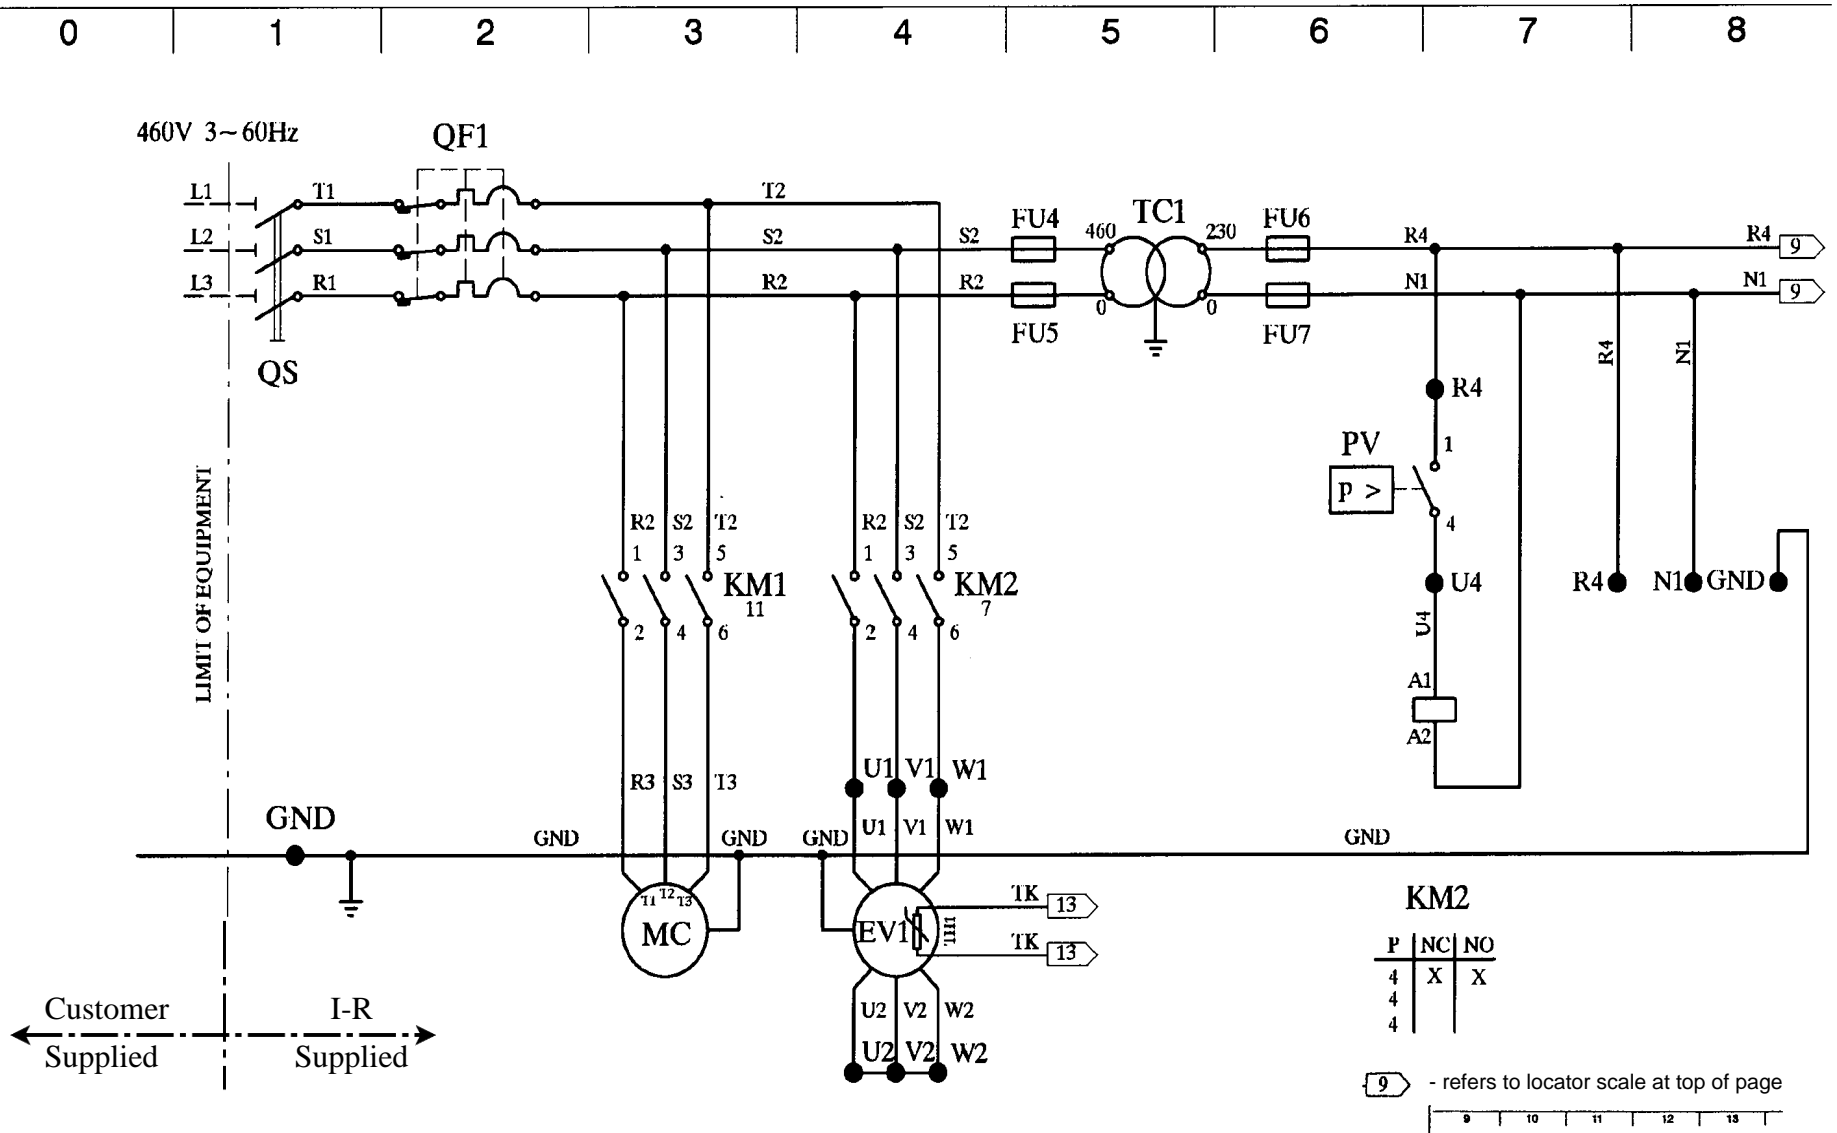 0 1 2 3 4 5 6 7 8
460V 3~60Hz
QF1
L1 T1 T2
L2 S1 S2 S2
L3 R1 R2 R2
QS
FU4 TC1 FU6
460 230
R4 R4 9
0 0
N1 N1 9
FU5 FU7
R4 N1
R4
PV 1
p >
4
LIMIT OF EQUIPMENT
R2 S2 T2 R2 S2 T2
1 3 5 1 3 5
KM1 KM2
11 7
2 4 6 2 4 6
U4 R4 N1 GND
U4
A1
A2
U1 V1 W1
R3 S3 T3
GND
U1 V1 W1
GND GND GND GND
T1 T2 T3
MC
EV1
TK 13
TK 13
KM2
P NC NO
4 X X
4
4
Customer I-R
Supplied Supplied
U2 V2 W2
U2 V2 W2
9 - refers to locator scale at top of page
9 10 11 12 13